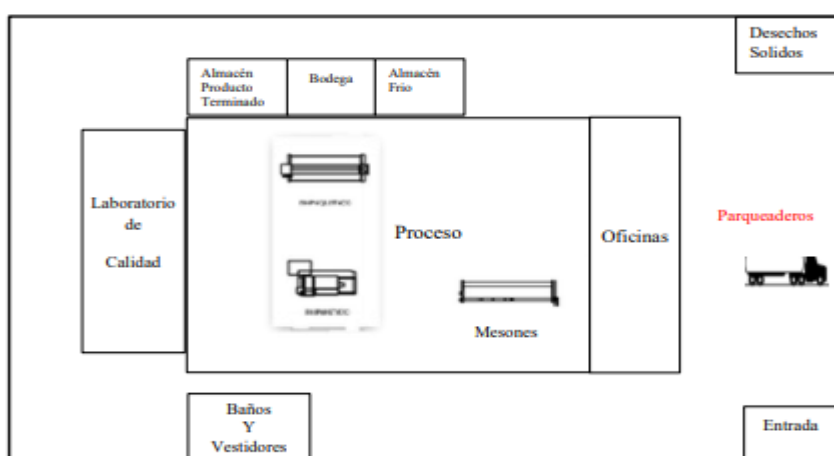 Desechos
Solidos
Almacén
Producto
Terminado
Bodega
Almacén
Frio
Laboratorio
de
Calidad
Proceso
Oficinas
Parqueaderos
Mesones
Baños
Y
Vestidores
Entrada